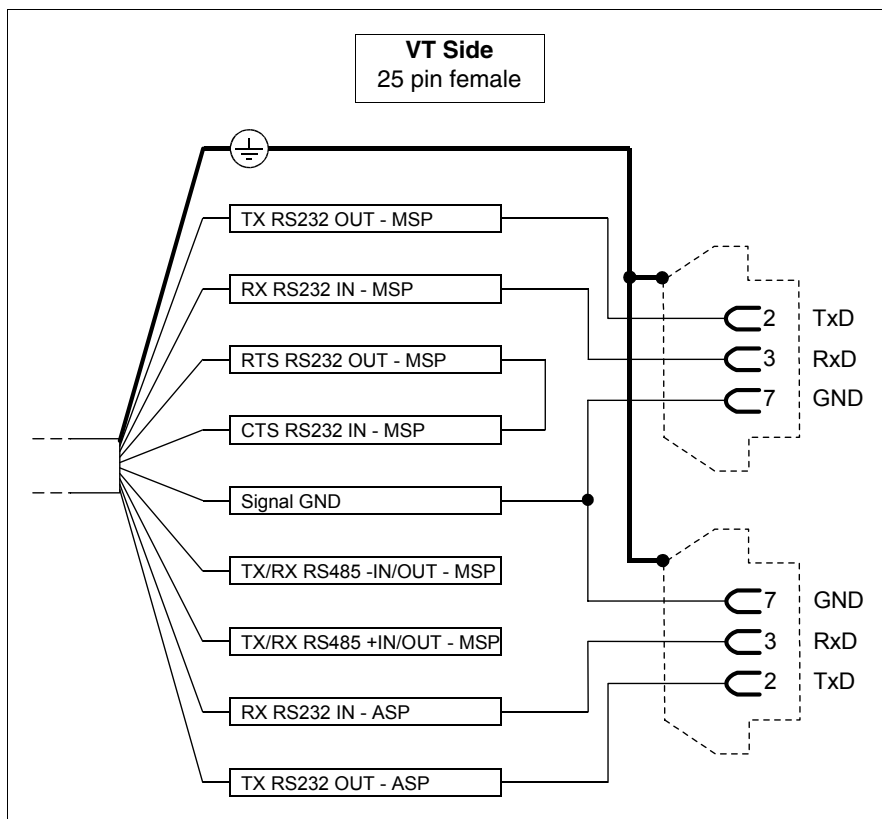 VT Side
25 pin female
TX RS232 OUT - MSP
RX RS232 IN - MSP
RTS RS232 OUT - MSP
CTS RS232 IN - MSP
Signal GND
TX/RX RS485 -IN/OUT - MSP
TX/RX RS485 +IN/OUT - MSP
RX RS232 IN - ASP
TX RS232 OUT - ASP
2 TxD
3 RxD
7 GND
7 GND
3 RxD
2 TxD